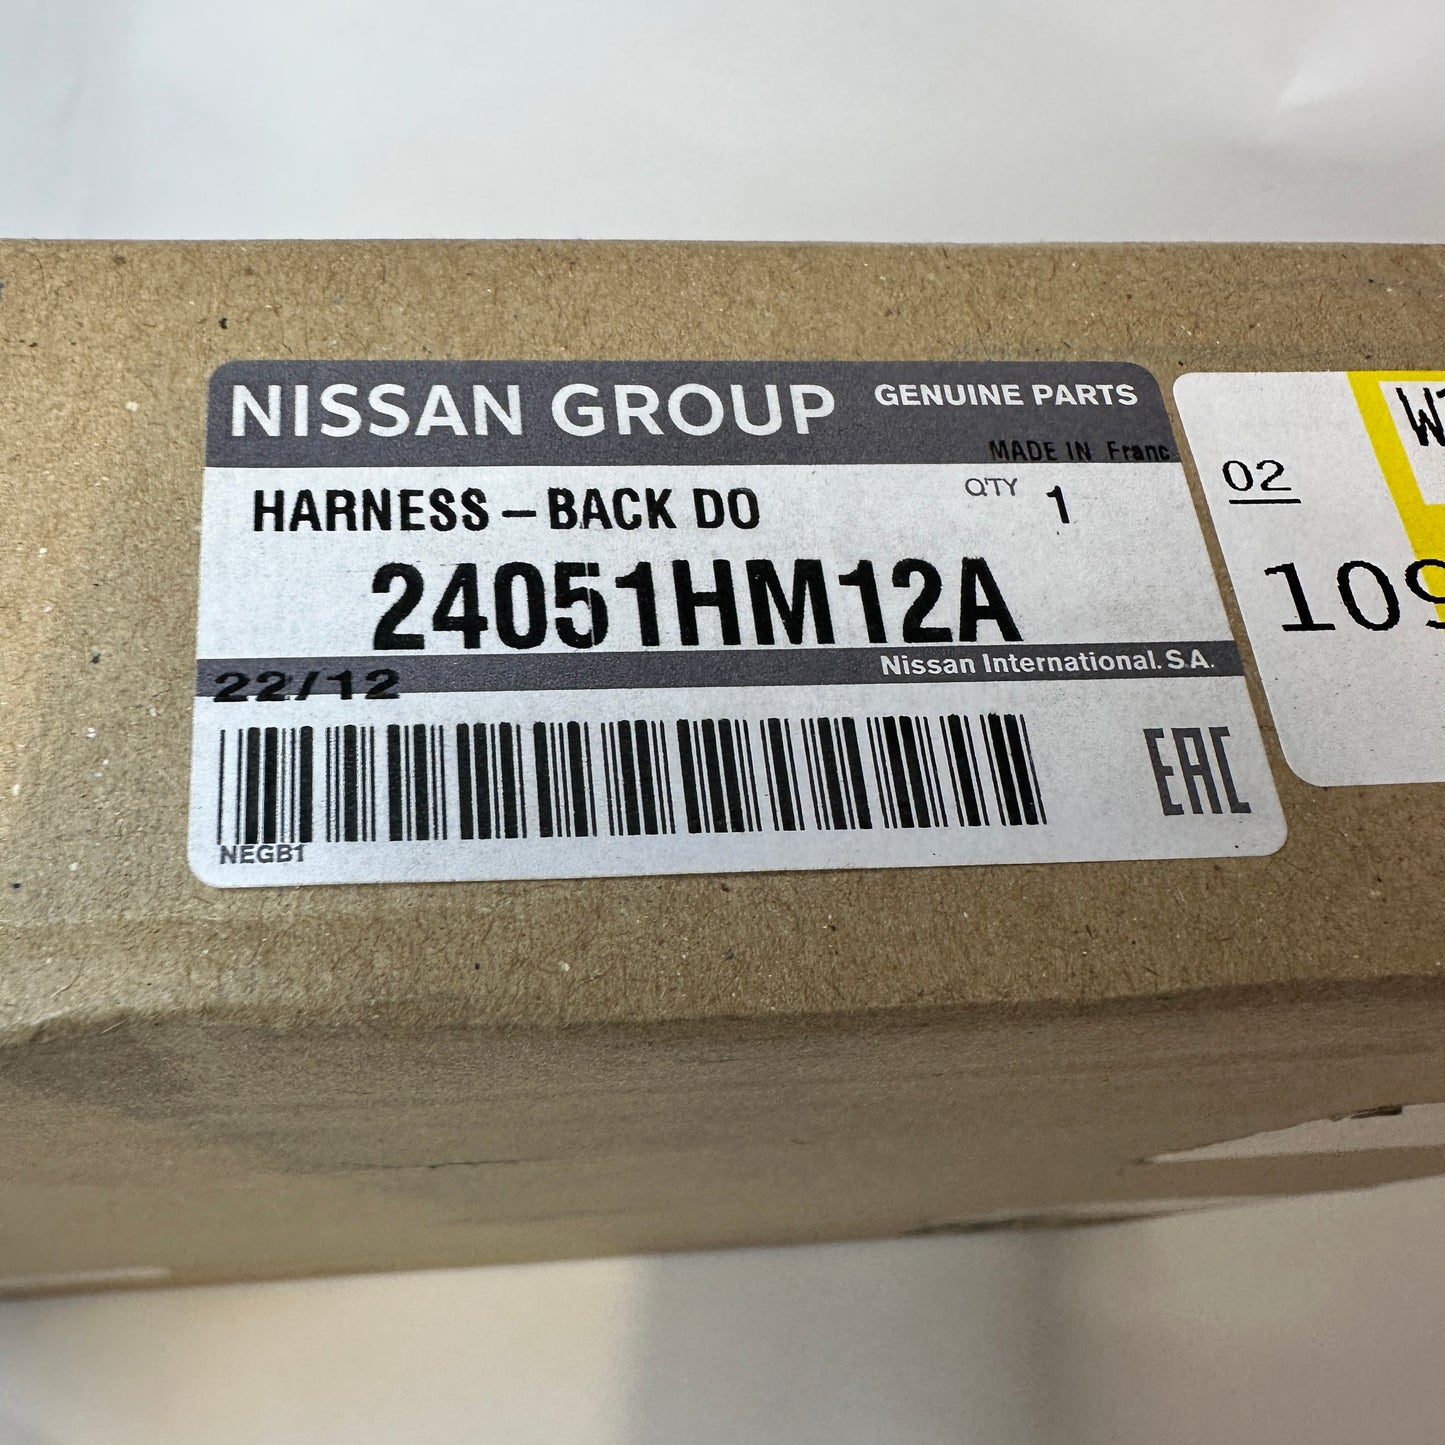 NISSAN GROUP GENUINE PARTS
MADE IN Franc
HARNESS-BACK DO QTY 1
24051HM12A
Nissan International. S.A.
22/12
EAC
NEGB1
02